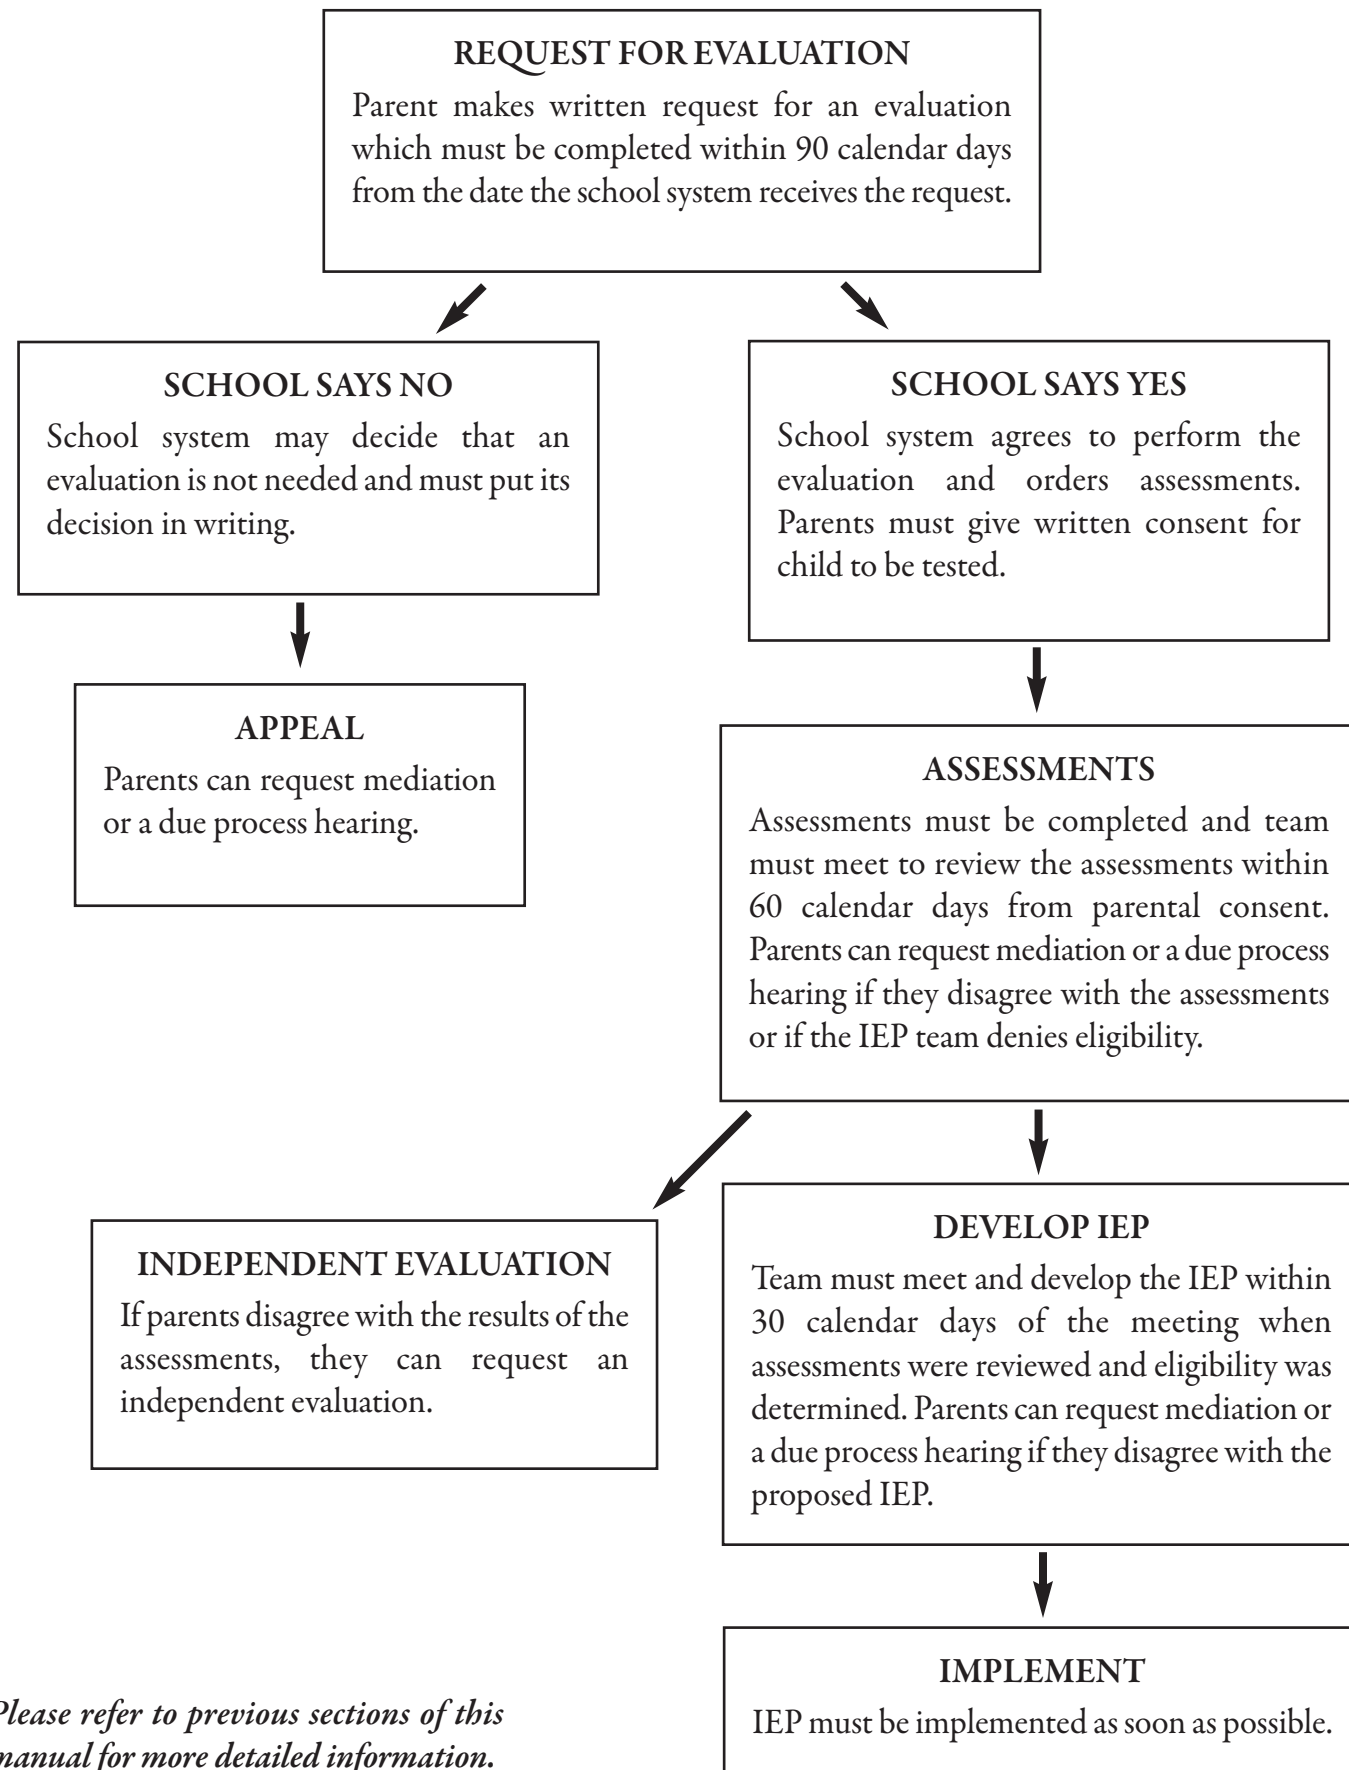 REQUEST FOR EVALUATION
Parent makes written request for an evaluation
which must be completed within 90 calendar days
from the date the school system receives the request.
SCHOOL SAYS NO
School system may decide that an
evaluation is not needed and must put its
decision in writing.
SCHOOL SAYS YES
School system agrees to perform the
evaluation and orders assessments.
Parents must give written consent for
child to be tested.
APPEAL
Parents can request mediation
or a due process hearing.
ASSESSMENTS
Assessments must be completed and team
must meet to review the assessments within
60 calendar days from parental consent.
Parents can request mediation or a due process
hearing if they disagree with the assessments
or if the IEP team denies eligibility.
INDEPENDENT EVALUATION
If parents disagree with the results of the
assessments, they can request an
independent evaluation.
DEVELOP IEP
Team must meet and develop the IEP within
30 calendar days of the meeting when
assessments were reviewed and eligibility was
determined. Parents can request mediation or
a due process hearing if they disagree with the
proposed IEP.
IMPLEMENT
IEP must be implemented as soon as possible.
Please refer to previous sections of this
manual for more detailed information.